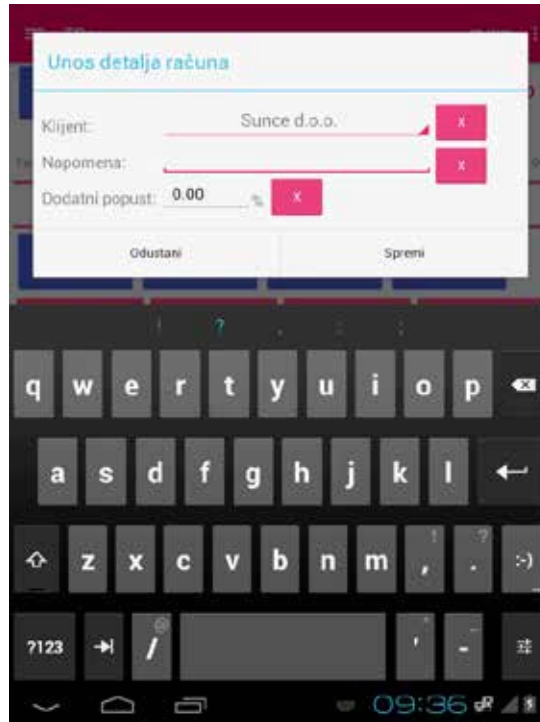 Unos detalja računa
Klijent: Sunce d.o.o. x
Napomena: x
Dodatni popust: 0.00 % x
Odustani Spremi
! ? , : ;
q w e r t y u i o p
a s d f g h j k l
z x c v b n m , ! . ? :-)
?123 / @ ' " - _
09:36